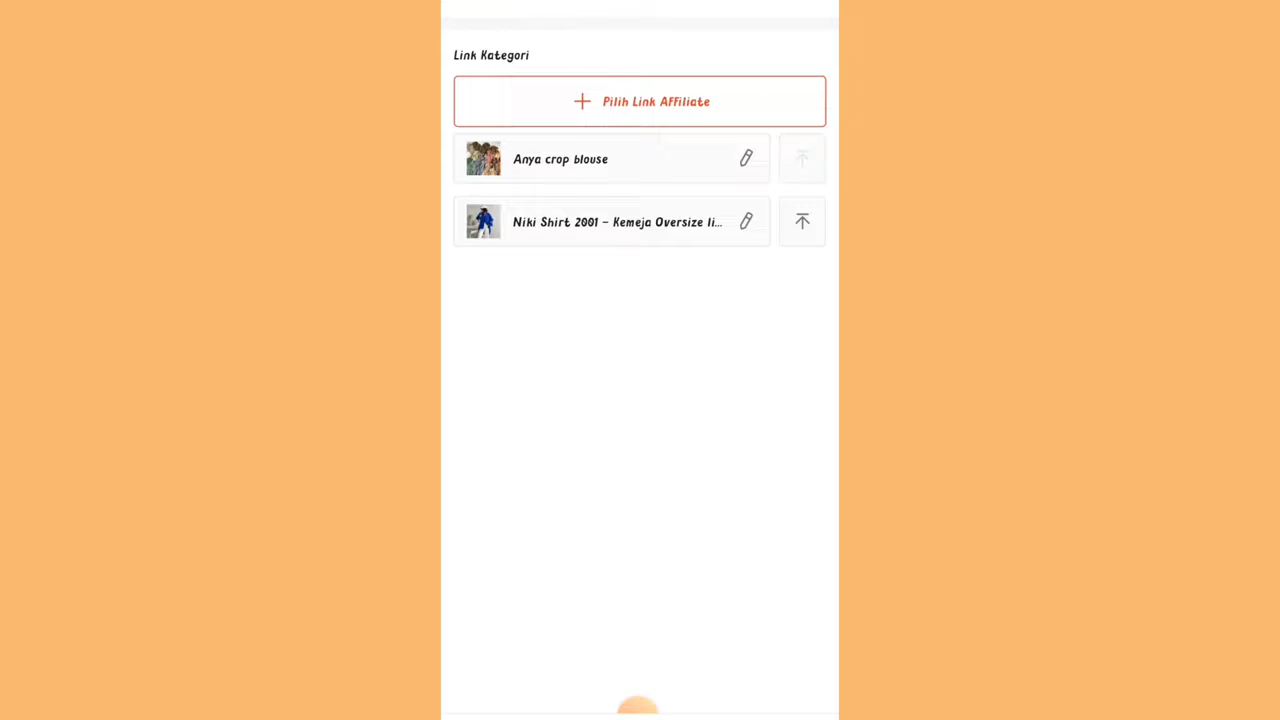 Link Kategori
Pilih Link Affiliate
Anya crop blouse
Niki Shirt 2001 - Kemeja Oversize li...